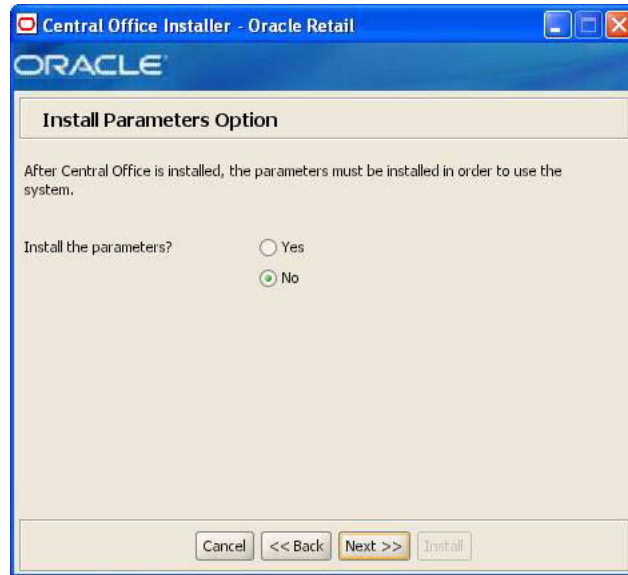 Central Office Installer - Oracle Retail
ORACLE
Install Parameters Option
After Central Office is installed, the parameters must be installed in order to use the
system.
Install the parameters?
Yes
No
Cancel
<< Back
Next >>
Install